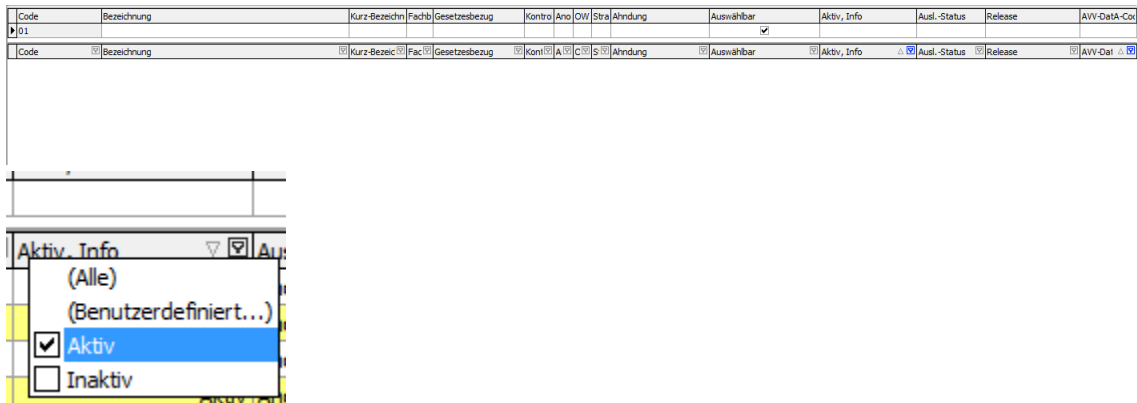 Code Bezeichnung Kurz-Bezeichn Fachb Gesetzesbezug Kontro Ano OW Stra Ahndung Auswählbar Aktiv, Info Ausl.-Status Release AVV-DatA-Cod
01
Code Bezeichnung Kurz-Bezeic Fac Gesetzesbezug Kont A C S Ahndung Auswählbar Aktiv, Info Ausl.-Status Release AVV-Dat
Aktiv, Info Aus
(Alle)
(Benutzerdefiniert...)
Aktiv
Inaktiv